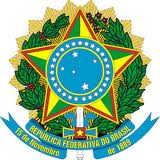 REPÚBLICA FEDERATIVA DO BRASIL
15 de Novembro
de 1889